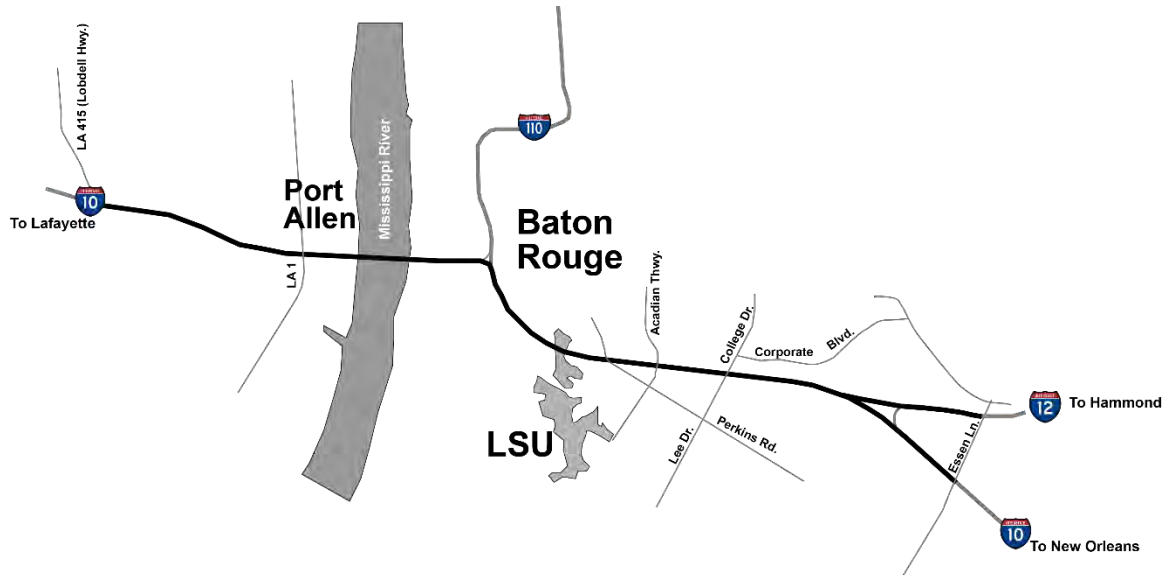 LA 415 (Lobdell Hwy.)
110
Mississippi River
10
Port
Allen
To Lafayette
Baton
Rouge
LA 1
Acadian Thwy.
College Dr.
Corporate
Blvd.
12
To Hammond
LSU
Lee Dr.
Perkins Rd.
Essen Ln.
10
To New Orleans